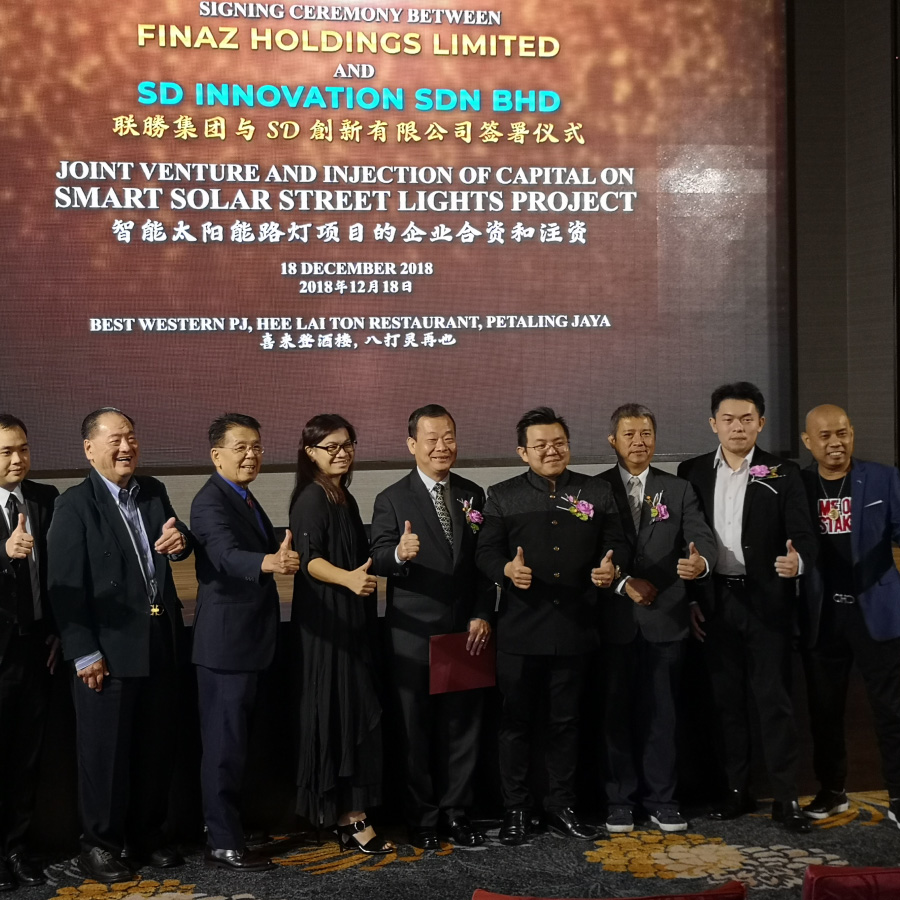 SIGNING CEREMONY BETWEEN
FINAZ HOLDINGS LIMITED
AND
SD INNOVATION SDN BHD
联勝集团与 SD 創新有限公司签署仪式
JOINT VENTURE AND INJECTION OF CAPITAL ON
SMART SOLAR STREET LIGHTS PROJECT
智能太阳能路灯项目的企业合资和注资
18 DECEMBER 2018
2018年12月18日
BEST WESTERN PJ, HEE LAI TON RESTAURANT, PETALING JAYA
喜来登酒楼, 八打灵再也